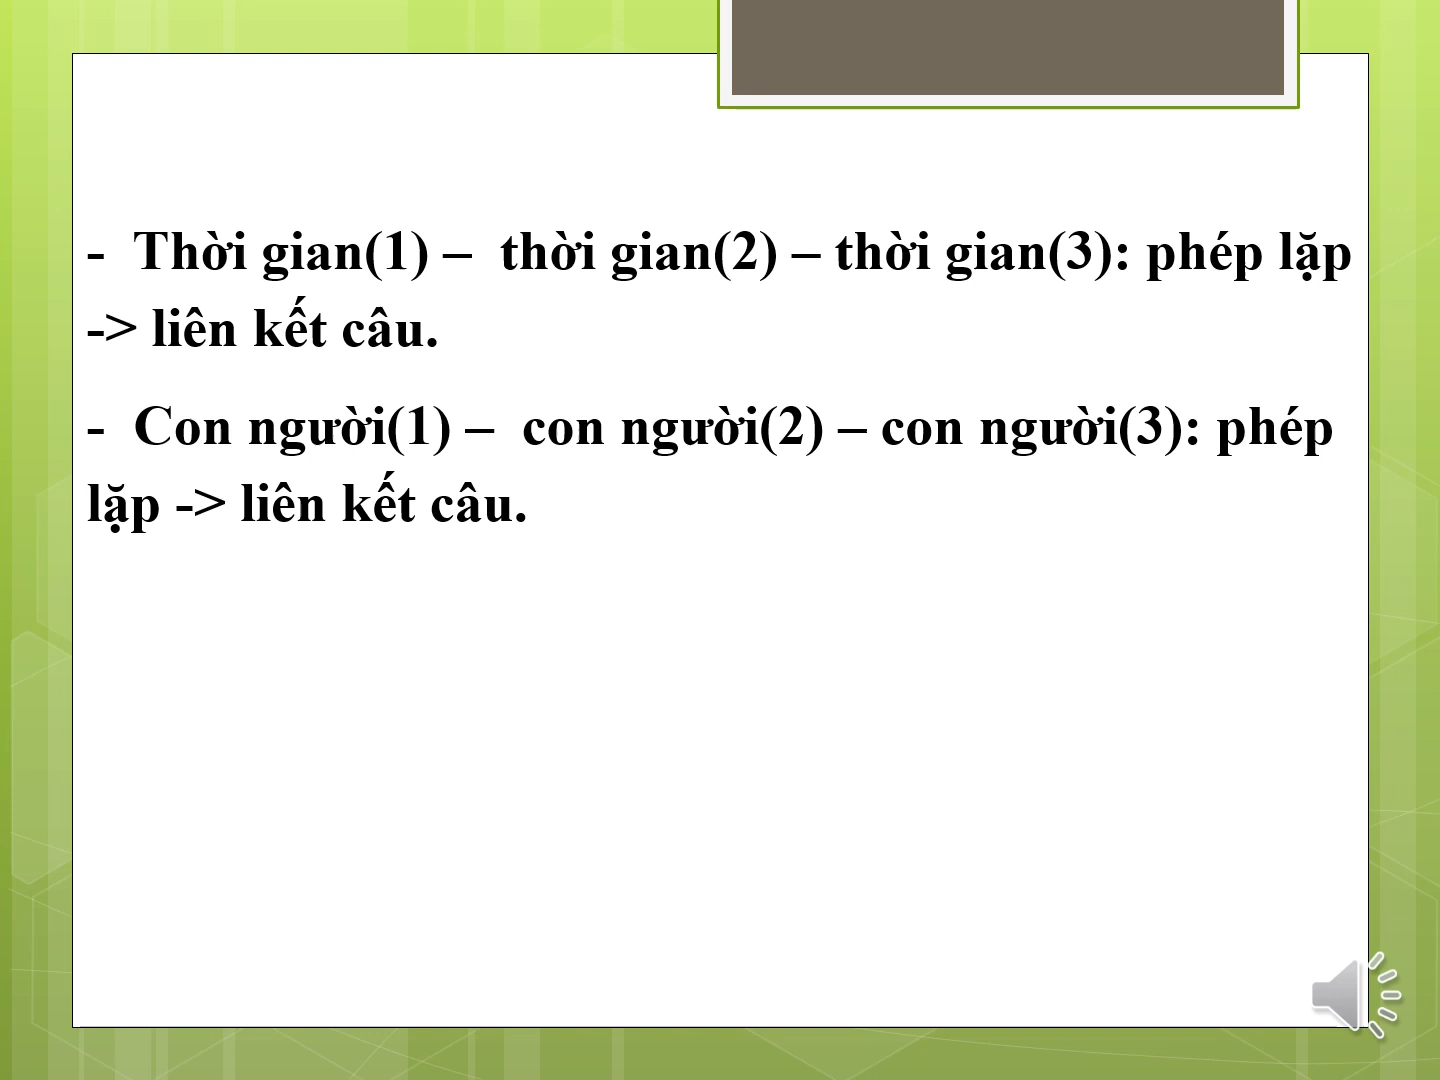 -  Thời gian(1) –  thời gian(2) – thời gian(3): phép lặp
-> liên kết câu.
-  Con người(1) –  con người(2) – con người(3): phép
lặp -> liên kết câu.